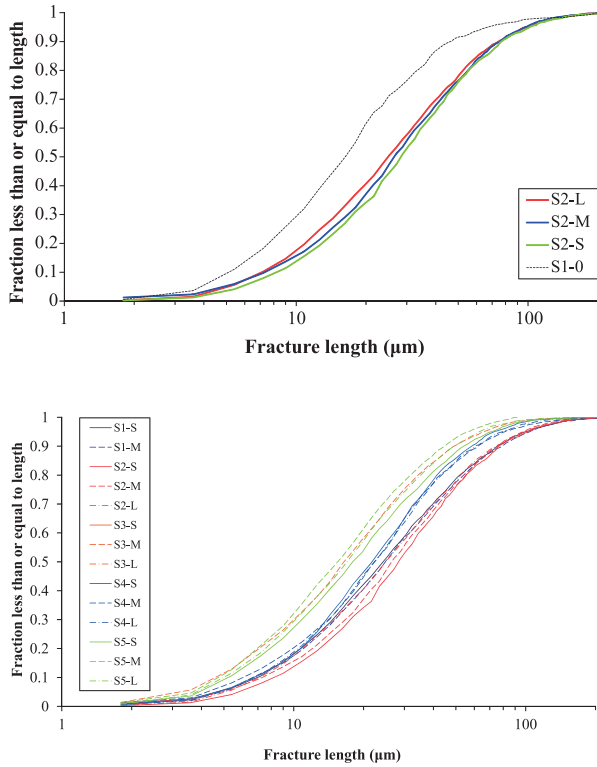 1
0.9
0.8
0.7
0.6
0.5
0.4
0.3
0.2
0.1
0
Fraction less than or equal to length
S2-L
S2-M
S2-S
S1-0
1
10
100
Fracture length (μm)
1
0.9
0.8
0.7
0.6
0.5
0.4
0.3
0.2
0.1
0
Fraction less than or equal to length
S1-S
S1-M
S2-S
S2-M
S2-L
S3-S
S3-M
S3-L
S4-S
S4-M
S4-L
S5-S
S5-M
S5-L
1
10
100
Fracture length (μm)